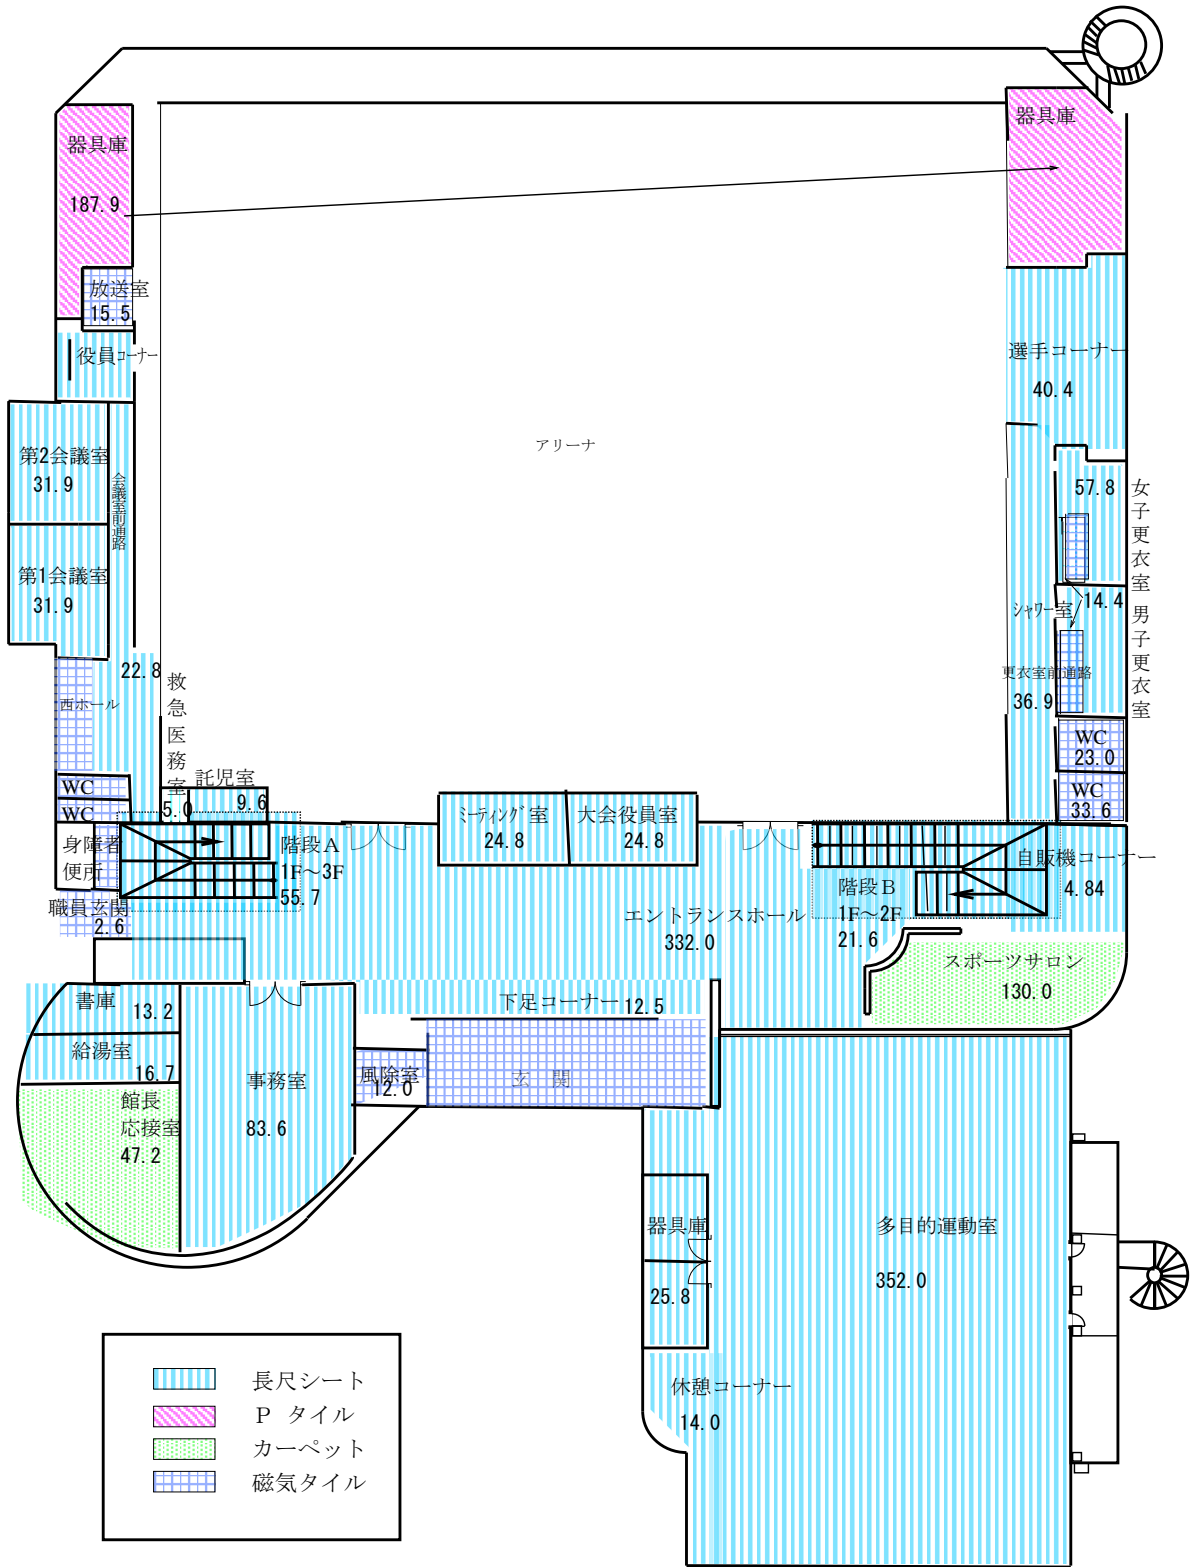 器具庫
187.9
器具庫
放送室
15.5
役員コーナー
選手コーナー
40.4
アリーナ
第2会議室
31.9
会議室前通路
第1会議室
31.9
57.8
女子更衣室
14.4
シャワー室
男子更衣室
22.8
西ホール
救急医務室
5.0
更衣室前通路
36.9
WC
23.0
WC
33.6
WC
WC
託児室
9.6
ミーティング室
24.8
大会役員室
24.8
身障者
便所
階段A
1F～3F
55.7
自販機コーナー
4.84
階段B
1F～2F
21.6
職員玄関
2.6
エントランスホール
332.0
スポーツサロン
130.0
下足コーナー 12.5
書庫
13.2
給湯室
16.7
事務室
83.6
風除室
12.0
玄 関
館長
応接室
47.2
器具庫
25.8
多目的運動室
352.0
休憩コーナー
14.0
長尺シート
P タイル
カーペット
磁気タイル